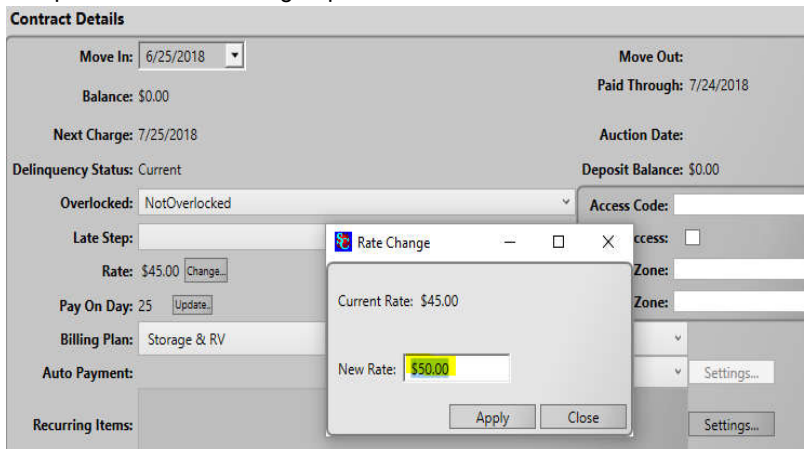 Contract Details
Move In: 6/25/2018
Move Out:
Balance: $0.00
Paid Through: 7/24/2018
Next Charge: 7/25/2018
Auction Date:
Delinquency Status: Current
Deposit Balance: $0.00
Overlocked: NotOverlocked
Access Code:
Late Step:
Rate Change
ccess:
Rate: $45.00 Change...
Zone:
Current Rate: $45.00
Pay On Day: 25 Update..
Zone:
Billing Plan: Storage & RV
New Rate: $50.00
Auto Payment:
Settings...
Apply Close
Recurring Items:
Settings...